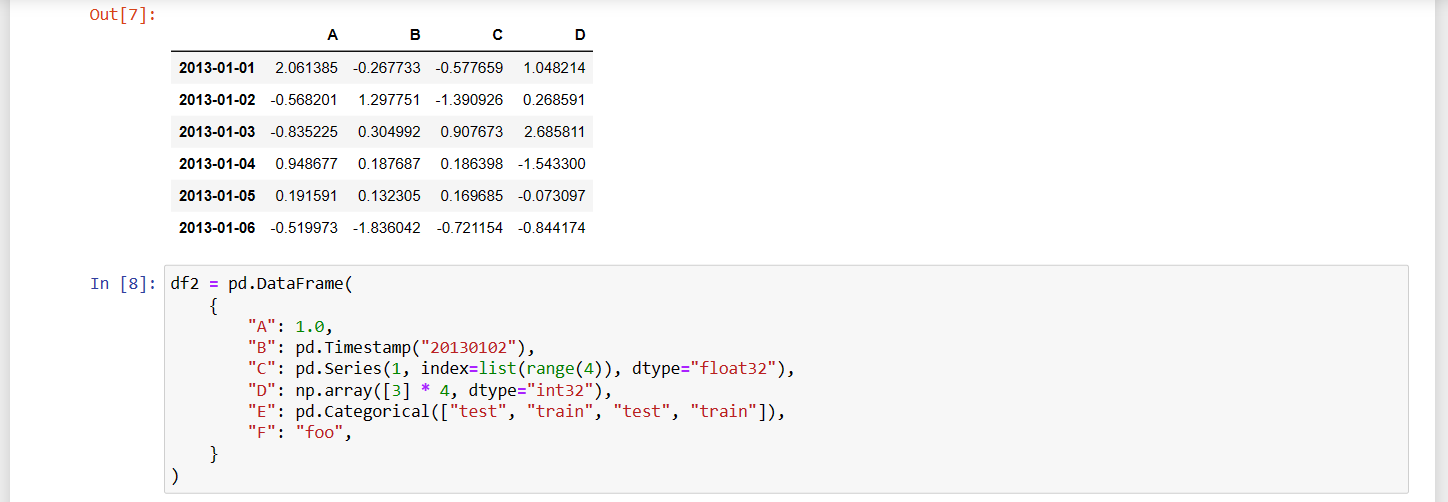 Out[7]:
A B C D
2013-01-01 2.061385 -0.267733 -0.577659 1.048214
2013-01-02 -0.568201 1.297751 -1.390926 0.268591
2013-01-03 -0.835225 0.304992 0.907673 2.685811
2013-01-04 0.948677 0.187687 0.186398 -1.543300
2013-01-05 0.191591 0.132305 0.169685 -0.073097
2013-01-06 -0.519973 -1.836042 -0.721154 -0.844174
In [8]: df2 = pd.DataFrame(
    {
        "A": 1.0,
        "B": pd.Timestamp("20130102"),
        "C": pd.Series(1, index=list(range(4)), dtype="float32"),
        "D": np.array([3] * 4, dtype="int32"),
        "E": pd.Categorical(["test", "train", "test", "train"]),
        "F": "foo",
    }
)